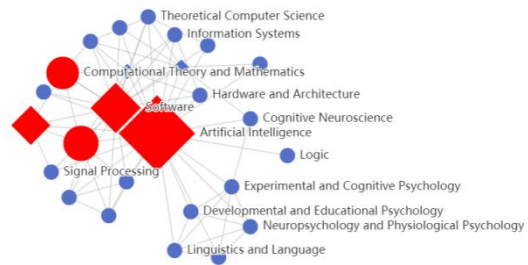 Theoretical Computer Science
Information Systems
Computational Theory and Mathematics
Hardware and Architecture
Software
Cognitive Neuroscience
Artificial Intelligence
Logic
Signal Processing
Experimental and Cognitive Psychology
Developmental and Educational Psychology
Neuropsychology and Physiological Psychology
Linguistics and Language